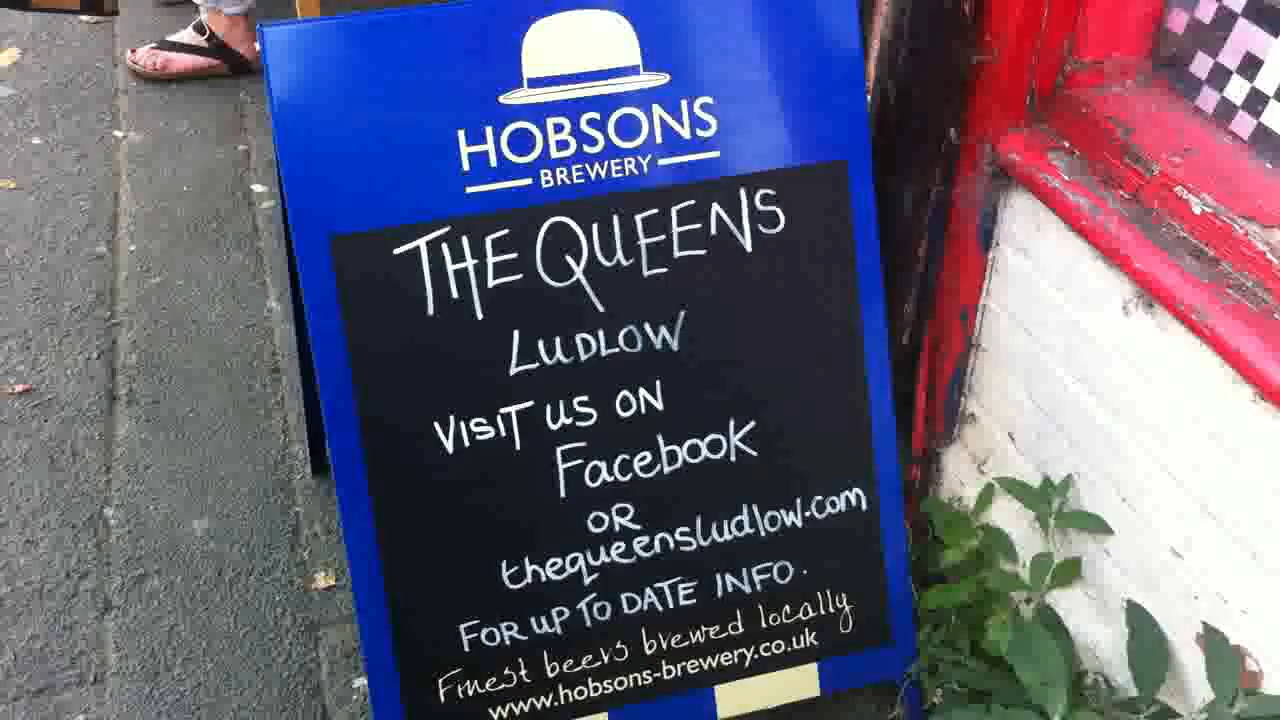 HOBSONS
BREWERY
THE QUEENS
LUDLOW
VISIT US ON
Facebook
OR
thequeensludlow.com
FOR UP TO DATE INFO.
Finest beers brewed locally
www.hobsons-brewery.co.uk